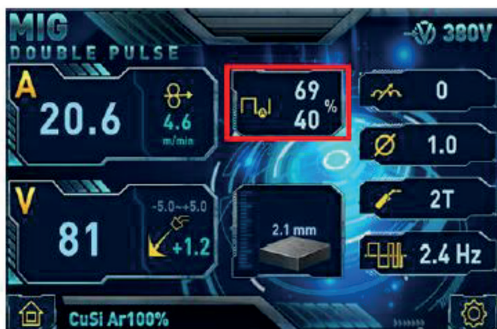 MIG
DOUBLE PULSE
380V
A
20.6
4.6
m/min
69
40
%
0
1.0
V
81
-5.0~+5.0
+1.2
2.1 mm
2T
2.4 Hz
CuSi Ar100%